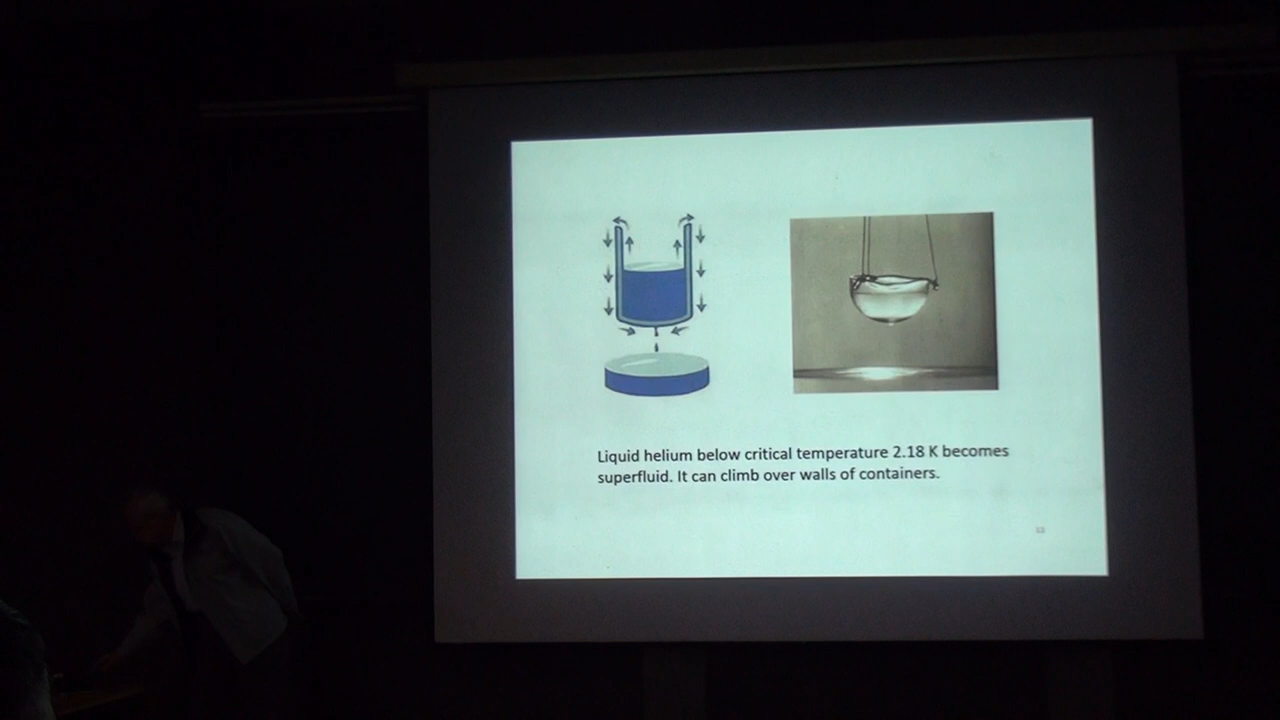 Liquid helium below critical temperature 2.18 K becomes
superfluid. It can climb over walls of containers.